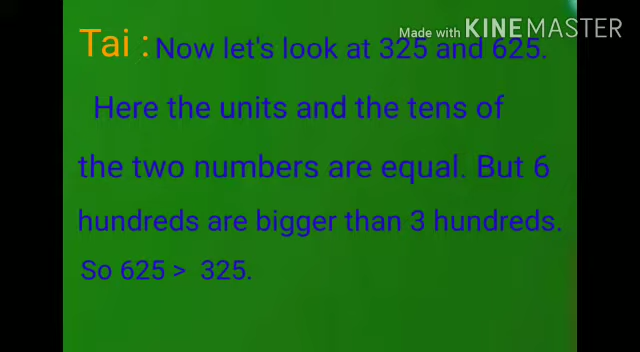 Made with KINEMASTER
Tai : Now let's look at 325 and 625.
Here the units and the tens of
the two numbers are equal. But 6
hundreds are bigger than 3 hundreds.
So 625 > 325.